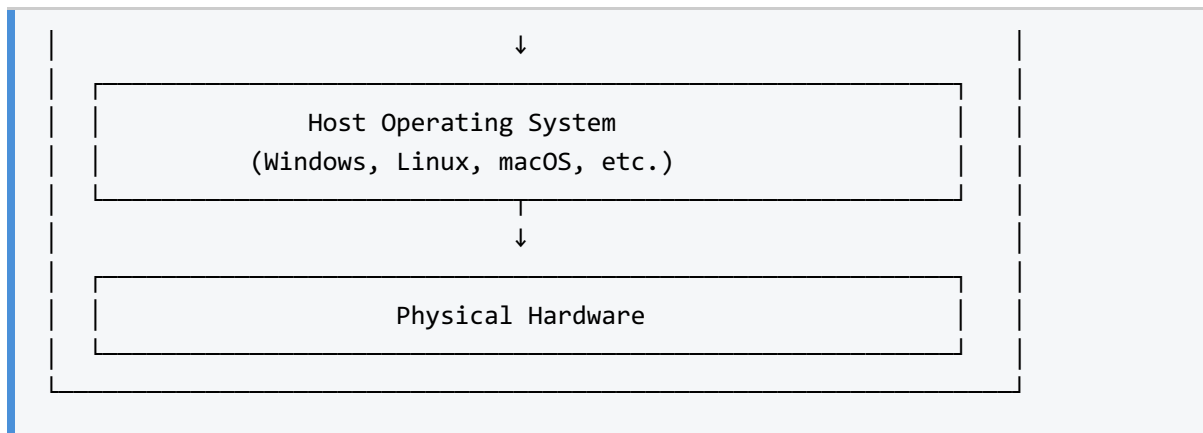 ↓
Host Operating System
(Windows, Linux, macOS, etc.)
↓
Physical Hardware